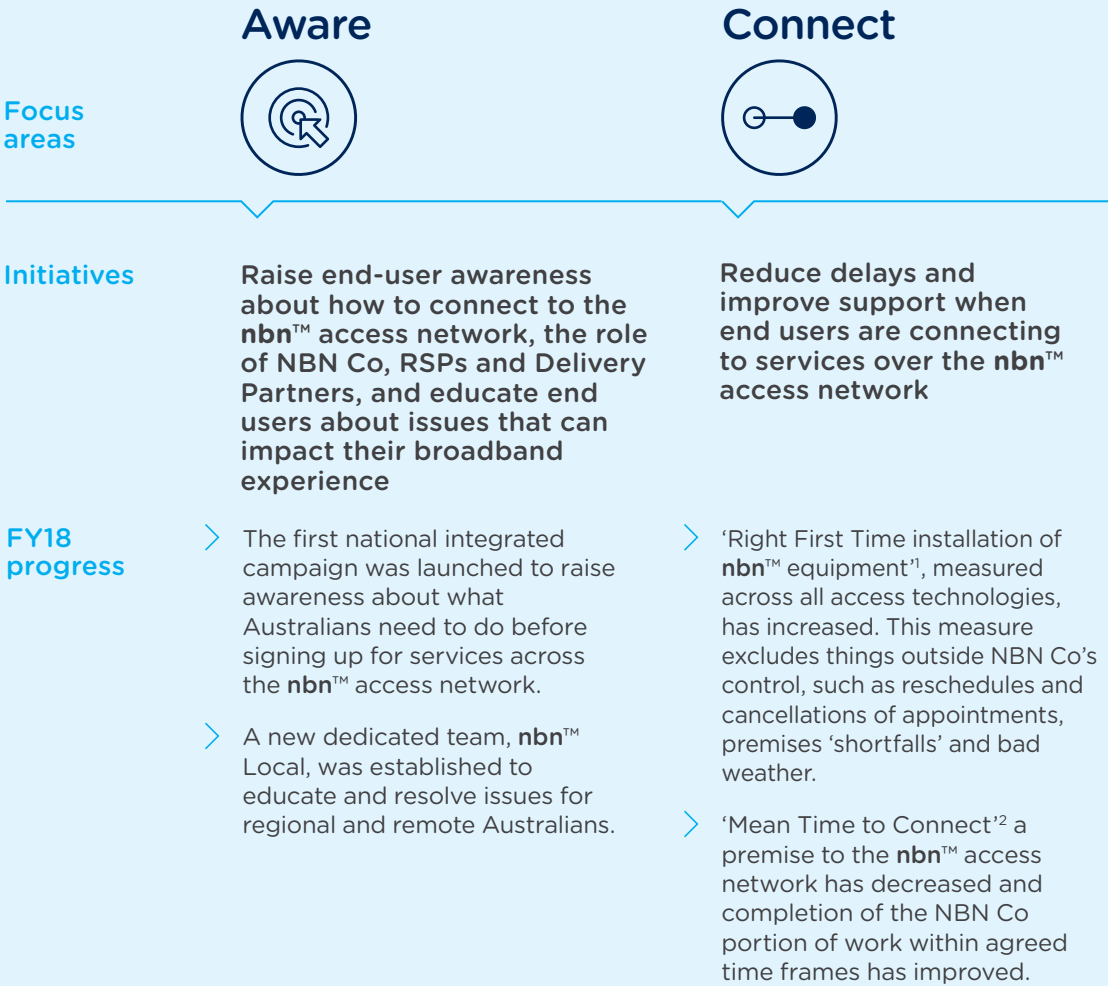 Aware
Connect
Focus
areas
Initiatives
Raise end-user awareness
about how to connect to the
nbn™ access network, the role
of NBN Co, RSPs and Delivery
Partners, and educate end
users about issues that can
impact their broadband
experience
Reduce delays and
improve support when
end users are connecting
to services over the nbn™
access network
FY18
progress
The first national integrated
campaign was launched to raise
awareness about what
Australians need to do before
signing up for services across
the nbn™ access network.
A new dedicated team, nbn™
Local, was established to
educate and resolve issues for
regional and remote Australians.
‘Right First Time installation of
nbn™ equipment’¹, measured
across all access technologies,
has increased. This measure
excludes things outside NBN Co’s
control, such as reschedules and
cancellations of appointments,
premises ‘shortfalls’ and bad
weather.
‘Mean Time to Connect’² a
premise to the nbn™ access
network has decreased and
completion of the NBN Co
portion of work within agreed
time frames has improved.